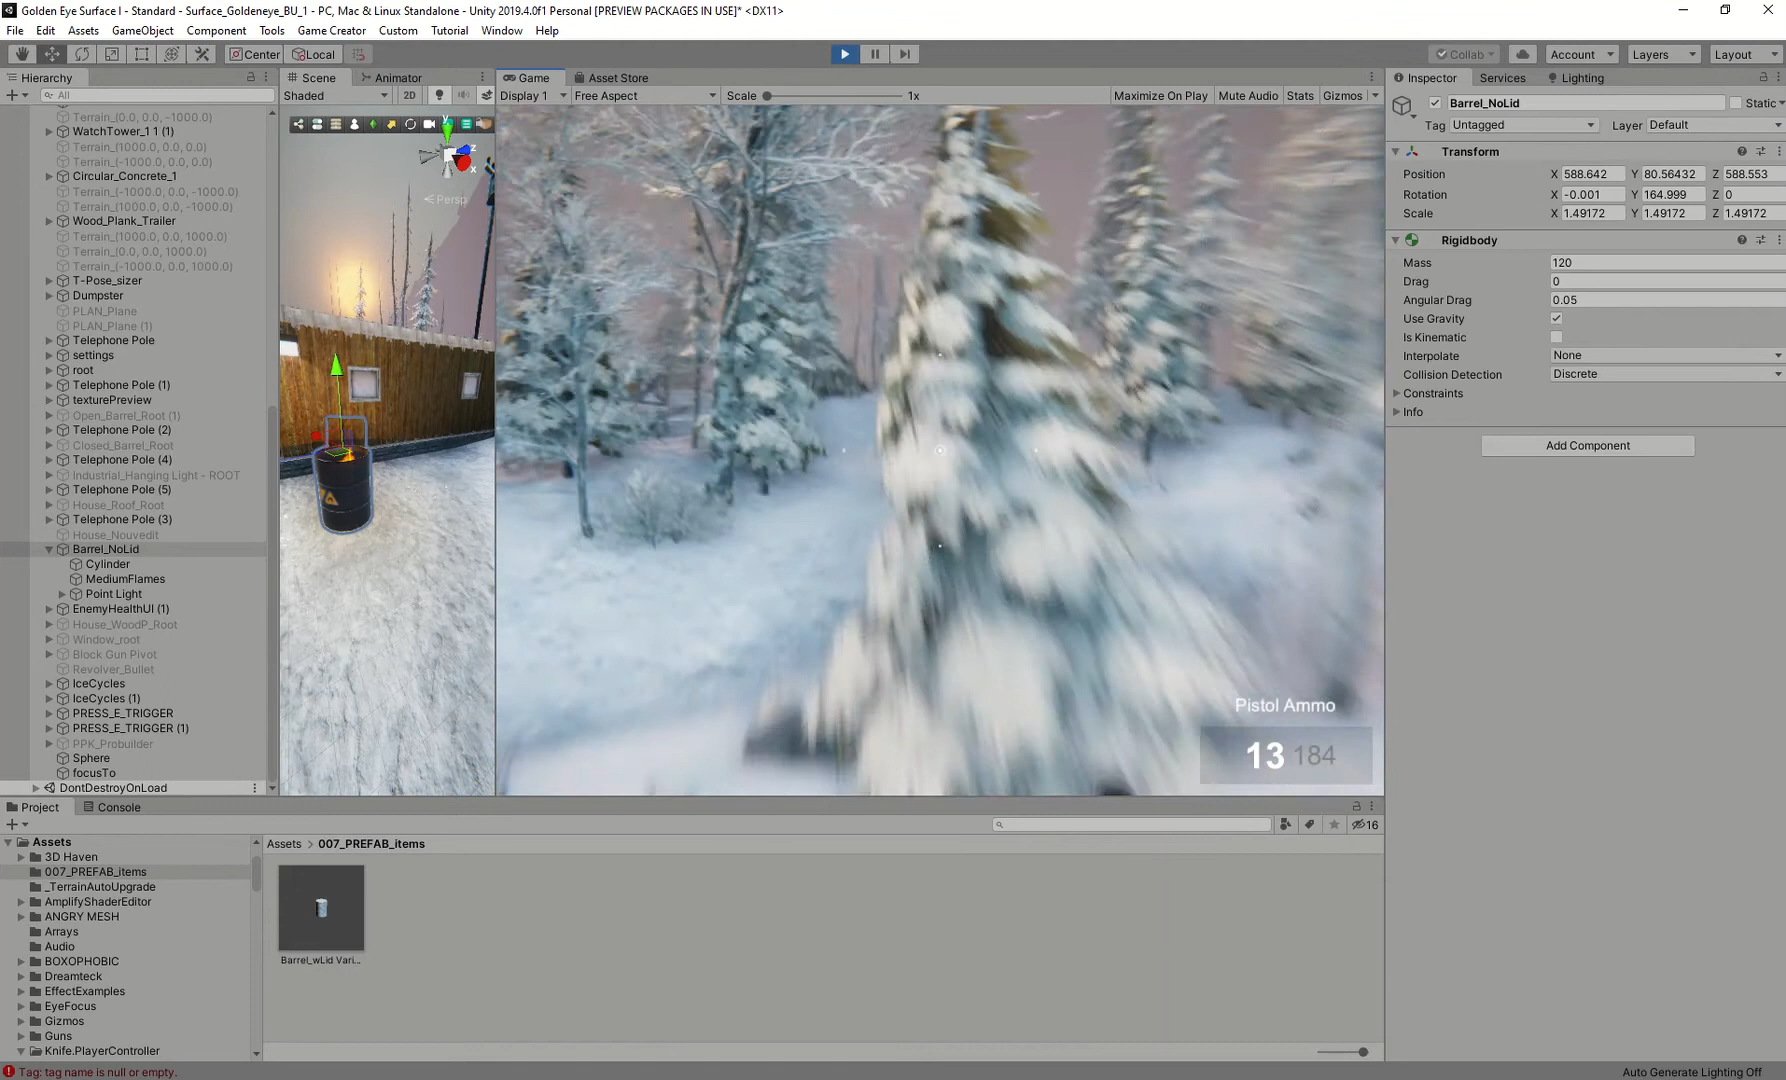 Golden Eye Surface I - Standard - Surface_Goldeneye_BU_1 - PC, Mac & Linux Standalone - Unity 2019.4.0f1 Personal [PREVIEW PACKAGES IN USE]* <DX11>
File Edit Assets GameObject Component Tools Game Creator Custom Tutorial Window Help
Center Local Collab Account Layers Layout
Hierarchy
All
Terrain_(0.0, 0.0, -1000.0)
WatchTower_1 1 (1)
Terrain_(1000.0, 0.0, 0.0)
Terrain_(-1000.0, 0.0, 0.0)
Circular_Concrete_1
Terrain_(-1000.0, 0.0, -1000.0)
Terrain_(1000.0, 0.0, -1000.0)
Wood_Plank_Trailer
Terrain_(1000.0, 0.0, 1000.0)
Terrain_(0.0, 0.0, 1000.0)
Terrain_(-1000.0, 0.0, 1000.0)
T-Pose_sizer
Dumpster
PLAN_Plane
PLAN_Plane (1)
Telephone Pole
settings
root
Telephone Pole (1)
texturePreview
Open_Barrel_Root (1)
Telephone Pole (2)
Closed_Barrel_Root
Telephone Pole (4)
Industrial_Hanging Light - ROOT
Telephone Pole (5)
House_Roof_Root
Telephone Pole (3)
House_Nouvedit
Barrel_NoLid
Cylinder
MediumFlames
Point Light
EnemyHealthUI (1)
House_WoodP_Root
Window_root
Block Gun Pivot
Revolver_Bullet
IceCycles
IceCycles (1)
PRESS_E_TRIGGER
PRESS_E_TRIGGER (1)
PPK_Probuilder
Sphere
focusTo
DontDestroyOnLoad
Scene Animator
Shaded 2D
y
z
x
Persp
Game Asset Store
Display 1 Free Aspect Scale 1x Maximize On Play Mute Audio Stats Gizmos
Pistol Ammo
13 184
Inspector Services Lighting
Barrel_NoLid Static
Tag Untagged Layer Default
Transform
Position X 588.642 Y 80.56432 Z 588.553
Rotation X -0.001 Y 164.999 Z 0
Scale X 1.49172 Y 1.49172 Z 1.49172
Rigidbody
Mass 120
Drag 0
Angular Drag 0.05
Use Gravity
Is Kinematic
Interpolate None
Collision Detection Discrete
Constraints
Info
Add Component
Project Console
16
Assets
3D Haven
007_PREFAB_items
_TerrainAutoUpgrade
AmplifyShaderEditor
ANGRY MESH
Arrays
Audio
BOXOPHOBIC
Dreamteck
EffectExamples
EyeFocus
Gizmos
Guns
Knife.PlayerController
Assets > 007_PREFAB_items
Barrel_wLid Vari...
Tag: tag name is null or empty.
Auto Generate Lighting Off